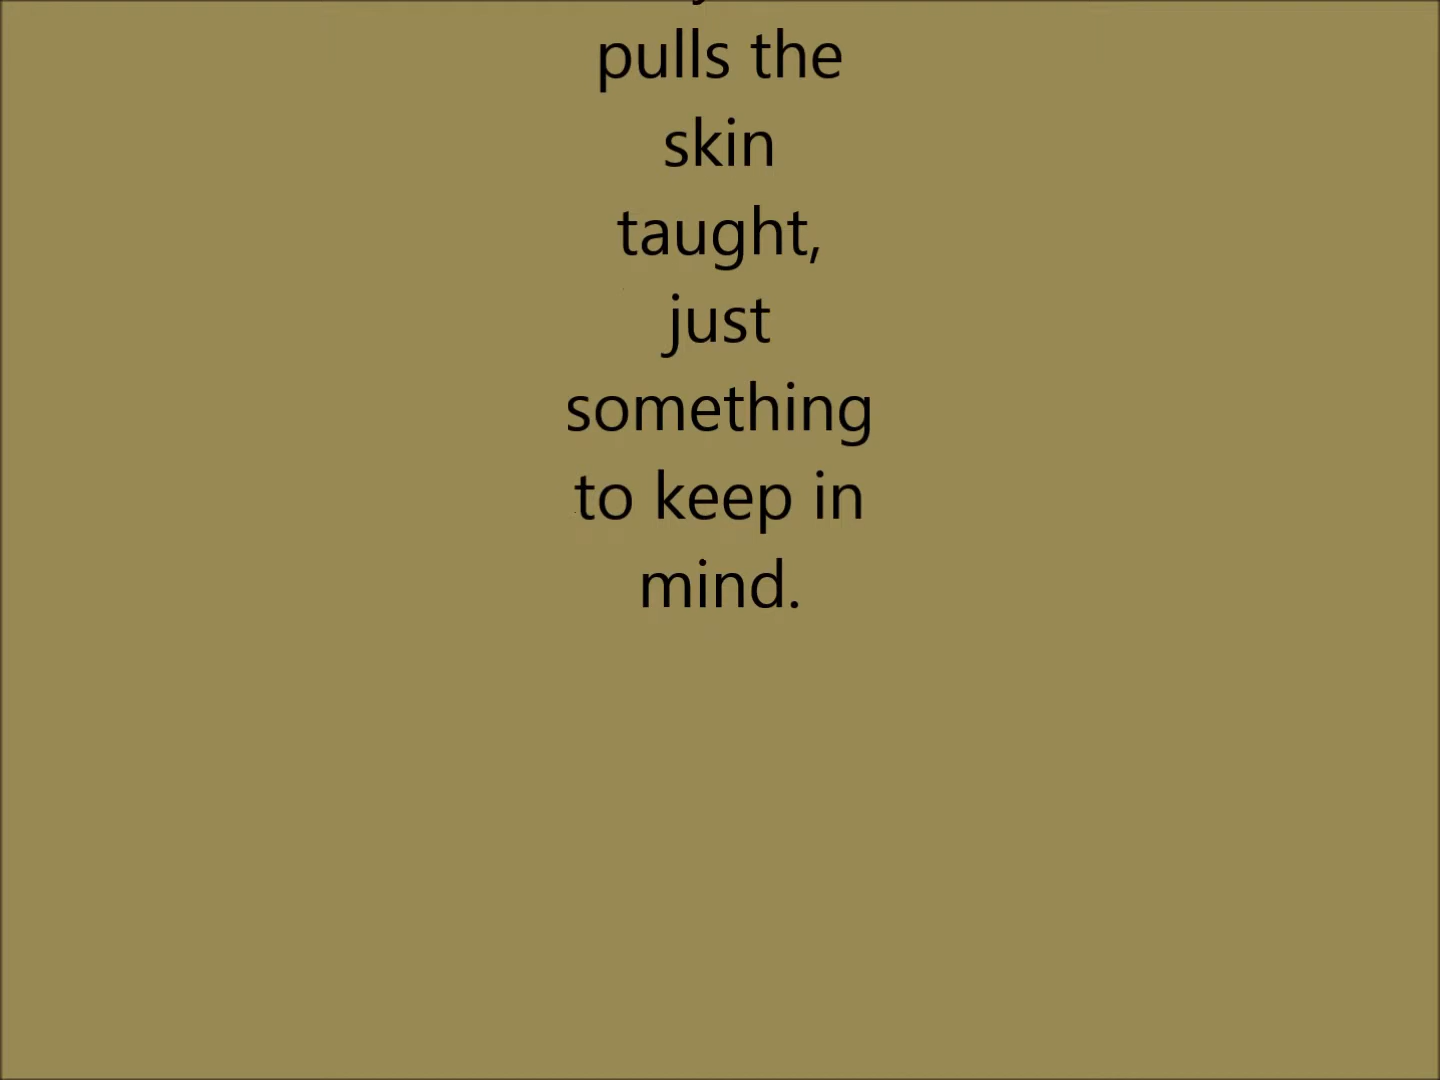 pulls the
skin
taught,
just
something
to keep in
mind.